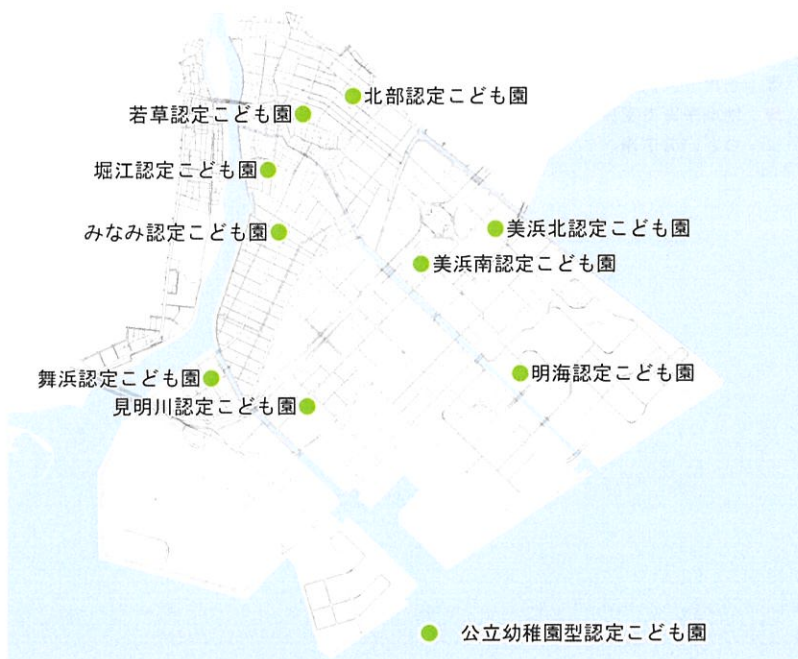 北部認定こども園
若草認定こども園
堀江認定こども園
みなみ認定こども園
美浜北認定こども園
美浜南認定こども園
舞浜認定こども園
明海認定こども園
見明川認定こども園
公立幼稚園型認定こども園